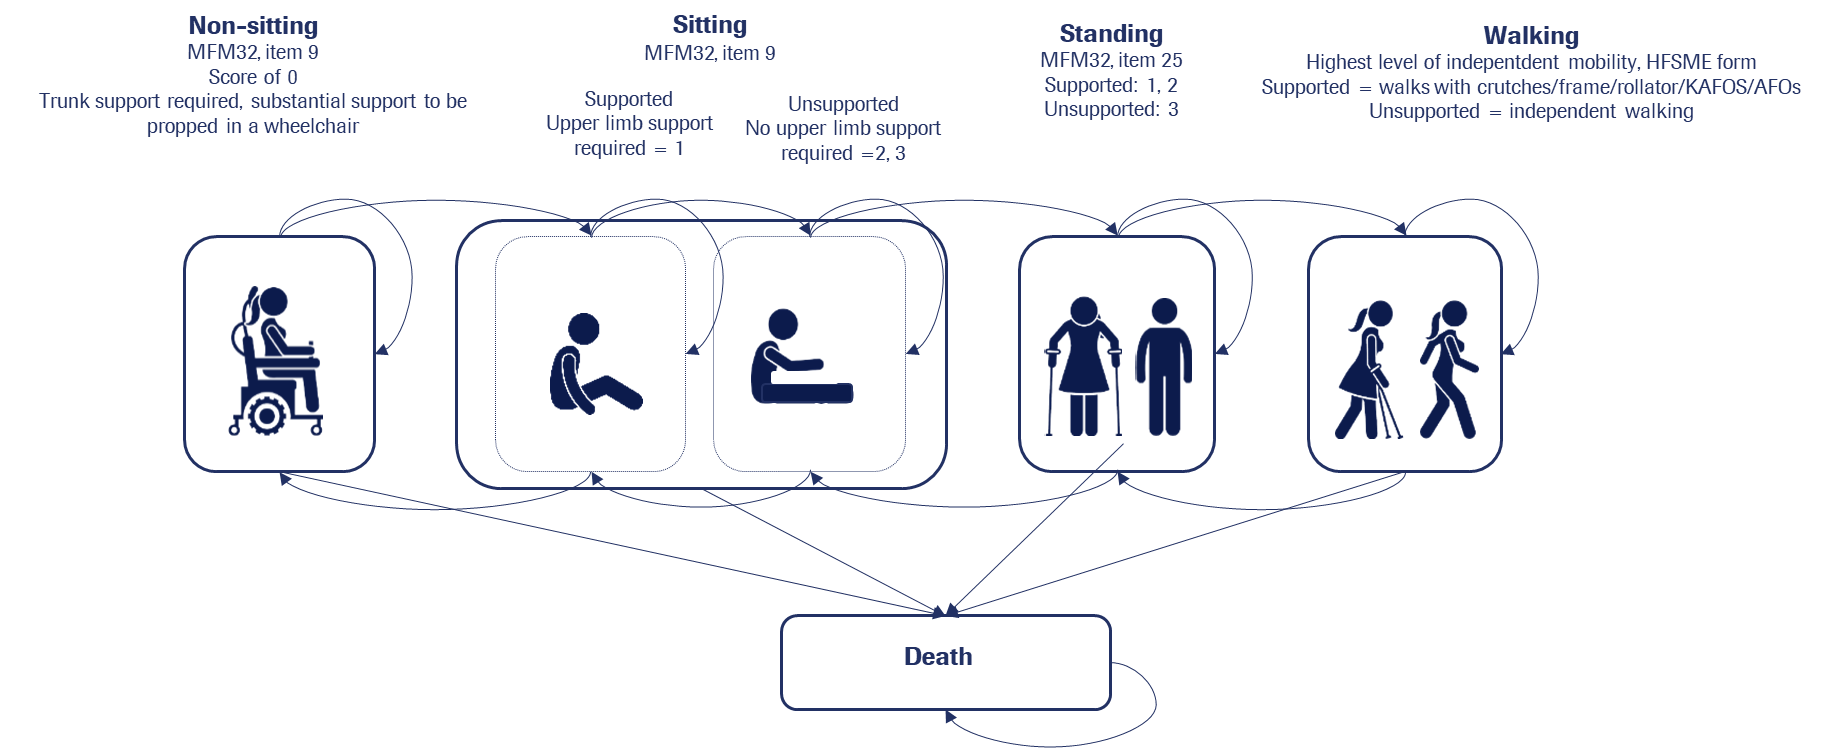 Non-sitting
MFM32, item 9
Score of 0
Trunk support required, substantial support to be
propped in a wheelchair
Sitting
MFM32, item 9
Supported
Upper limb support
required = 1
Unsupported
No upper limb support
required =2, 3
Standing
MFM32, item 25
Supported: 1, 2
Unsupported: 3
Walking
Highest level of indepentdent mobility, HFSME form
Supported = walks with crutches/frame/rollator/KAFOS/AFOs
Unsupported = independent walking
Death